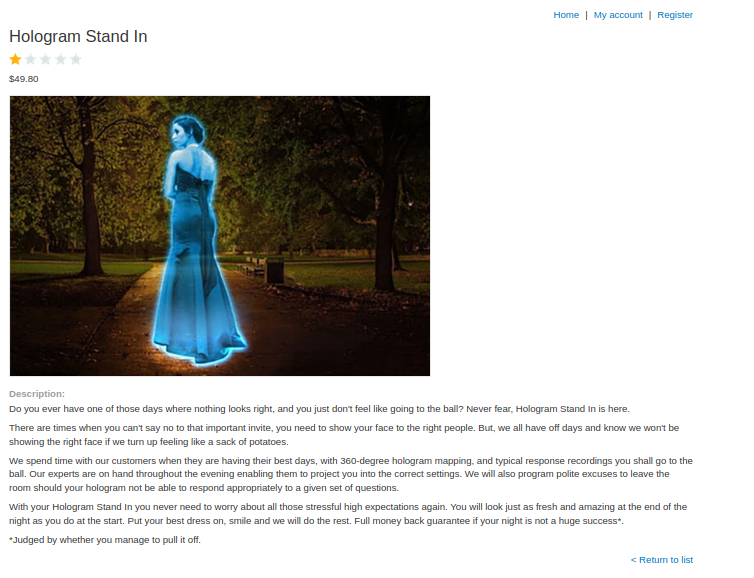 Home | My account | Register
Hologram Stand In
$49.80
Description:
Do you ever have one of those days where nothing looks right, and you just don't feel like going to the ball? Never fear, Hologram Stand In is here.
There are times when you can't say no to that important invite, you need to show your face to the right people. But, we all have off days and know we won't be
showing the right face if we turn up feeling like a sack of potatoes.
We spend time with our customers when they are having their best days, with 360-degree hologram mapping, and typical response recordings you shall go to the
ball. Our experts are on hand throughout the evening enabling them to project you into the correct settings. We will also program polite excuses to leave the
room should your hologram not be able to respond appropriately to a given set of questions.
With your Hologram Stand In you never need to worry about all those stressful high expectations again. You will look just as fresh and amazing at the end of the
night as you do at the start. Put your best dress on, smile and we will do the rest. Full money back guarantee if your night is not a huge success*.
*Judged by whether you manage to pull it off.
< Return to list